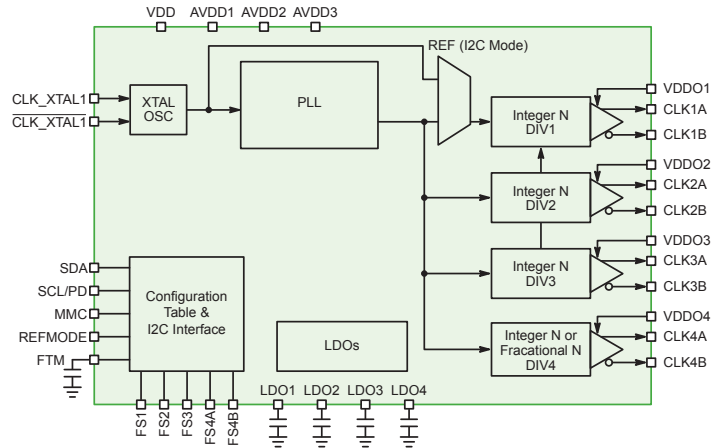 VDD AVDD1 AVDD2 AVDD3
REF (I2C Mode)
CLK_XTAL1
CLK_XTAL1
XTAL
OSC
PLL
Integer N
DIV1
VDDO1
CLK1A
CLK1B
Integer N
DIV2
VDDO2
CLK2A
CLK2B
Integer N
DIV3
VDDO3
CLK3A
CLK3B
Integer N or
Fracational N
DIV4
VDDO4
CLK4A
CLK4B
SDA
SCL/PD
MMC
REFMODE
FTM
Configuration
Table &
I2C Interface
LDOs
FS1
FS2
FS3
FS4A
FS4B
LDO1 LDO2 LDO3 LDO4